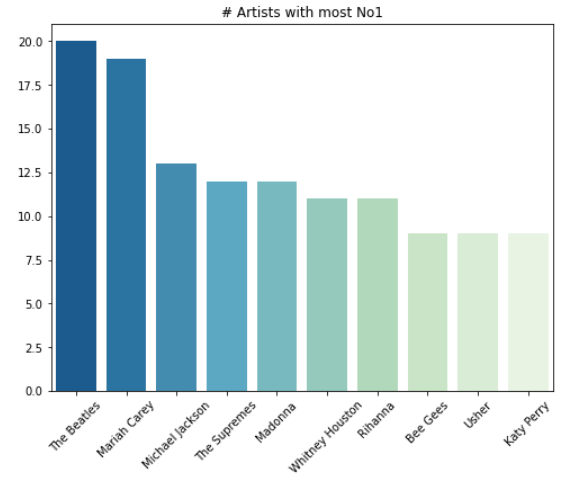 # Artists with most No1
20.0
17.5
15.0
12.5
10.0
7.5
5.0
2.5
0.0
The Beatles
Mariah Carey
Michael Jackson
The Supremes
Madonna
Whitney Houston
Rihanna
Bee Gees
Usher
Katy Perry